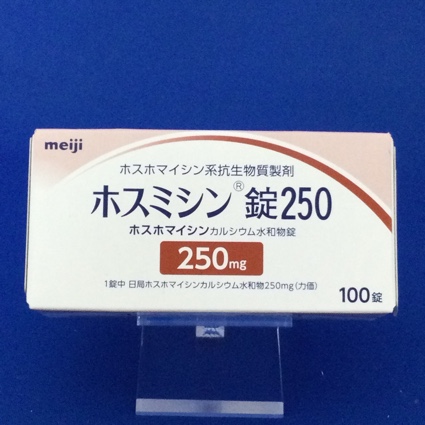 meiji
ホスホマイシン系抗生物質製剤
ホスミシン®錠250
ホスホマイシンカルシウム水和物錠
250mg
1錠中 日局ホスホマイシンカルシウム水和物250mg(力価)
100錠